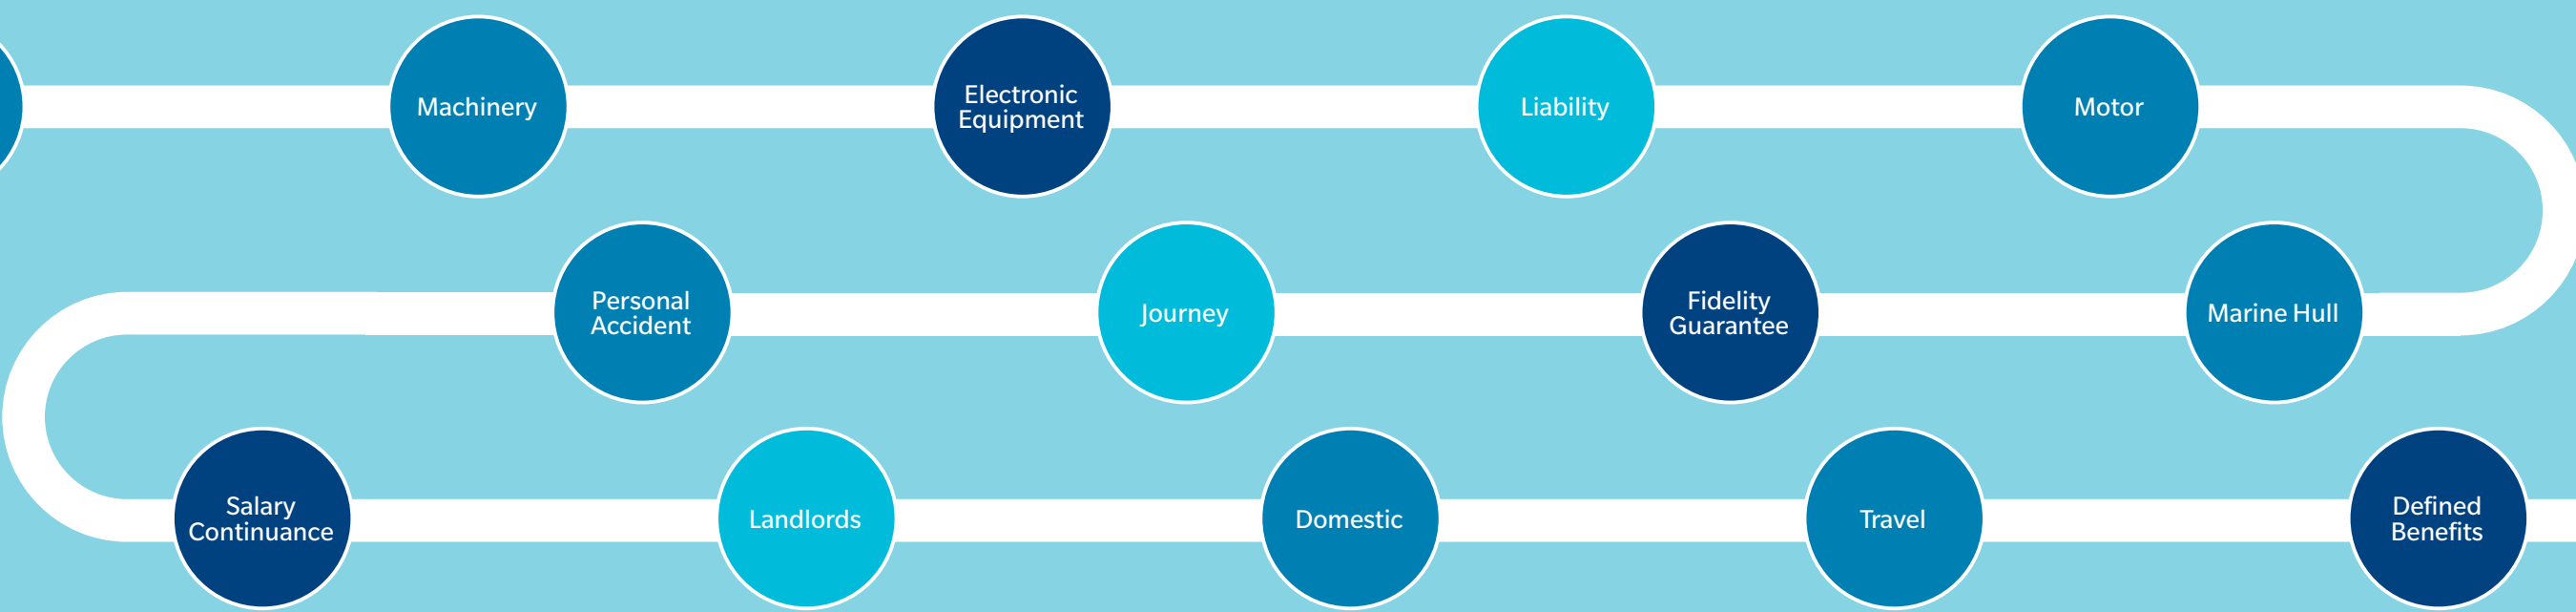 Machinery
Electronic
Equipment
Liability
Motor
Personal
Accident
Journey
Fidelity
Guarantee
Marine Hull
Salary
Continuance
Landlords
Domestic
Travel
Defined
Benefits